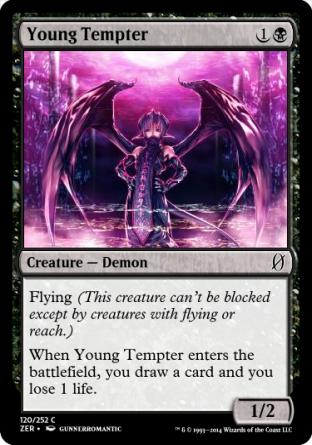 Young Tempter 1
Creature — Demon
Flying (This creature can't be blocked
except by creatures with flying or
reach.)
When Young Tempter enters the
battlefield, you draw a card and you
lose 1 life.
1/2
120/252 C
ZER • GUNNERROMANTIC ™ & © 1993–2014 Wizards of the Coast LLC